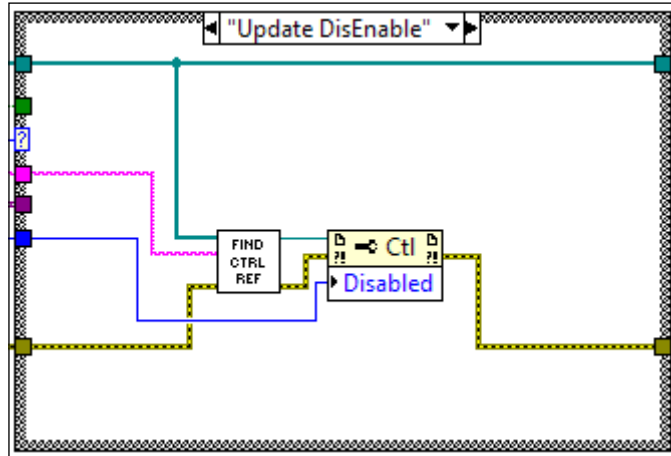 "Update DisEnable"
?
FIND
CTRL
REF
?! Ctl ?!
Disabled